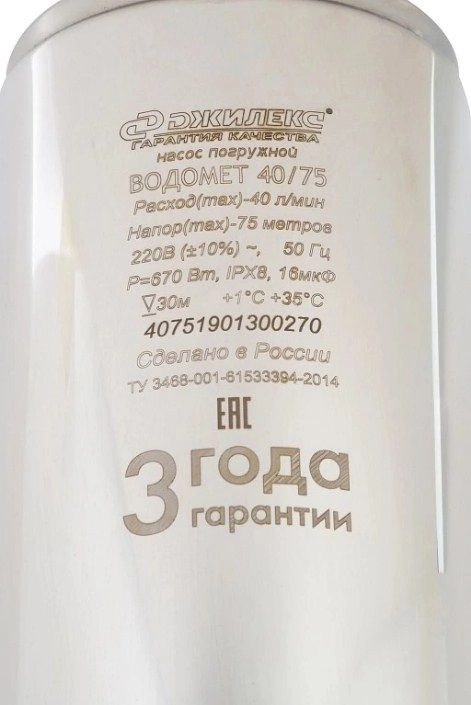 ДЖИЛЕКС®
ГАРАНТИЯ КАЧЕСТВА
насос погружной
ВОДОМЕТ 40/75
Расход(max)-40 л/мин
Напор(max)-75 метров
220В (±10%) ~, 50 Гц
P=670 Вт, IPX8, 16мкФ
∇30м +1°C +35°C
40751901300270
Сделано в России
ТУ 3468-001-61533394-2014
ЕАС
3 года
гарантии